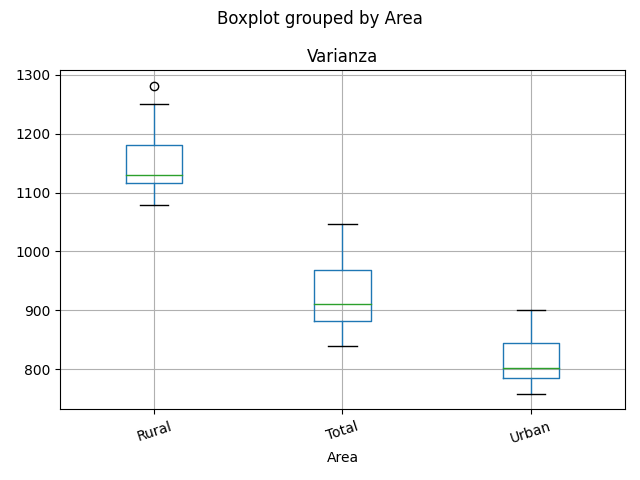 Boxplot grouped by Area
Varianza
1300
1200
1100
1000
900
800
Rural
Total
Urban
Area